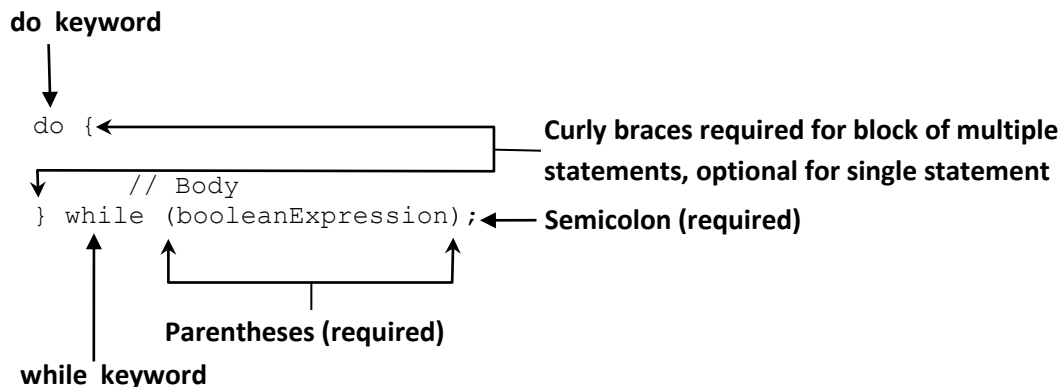 do keyword
do {
Curly braces required for block of multiple
statements, optional for single statement
// Body
} while (booleanExpression);
Semicolon (required)
Parentheses (required)
while keyword